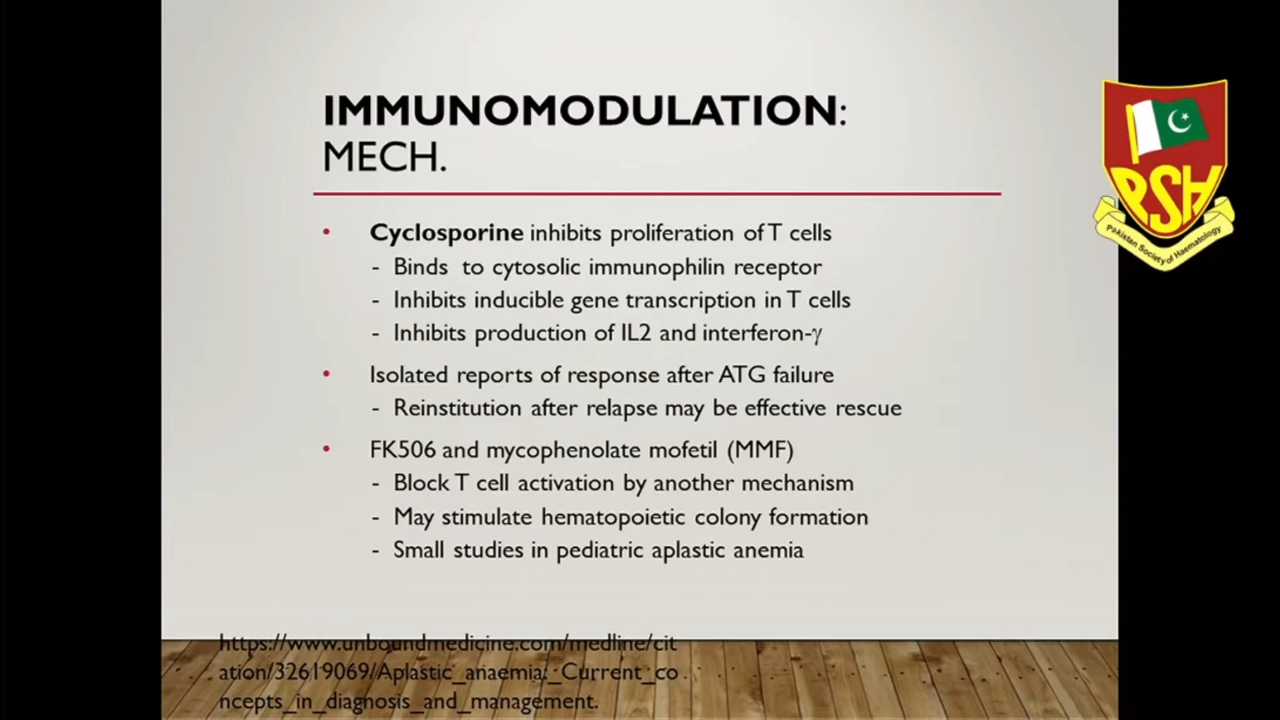 IMMUNOMODULATION:
MECH.
• Cyclosporine inhibits proliferation of T cells
- Binds to cytosolic immunophilin receptor
- Inhibits inducible gene transcription in T cells
- Inhibits production of IL2 and interferon-γ
• Isolated reports of response after ATG failure
- Reinstitution after relapse may be effective rescue
• FK506 and mycophenolate mofetil (MMF)
- Block T cell activation by another mechanism
- May stimulate hematopoietic colony formation
- Small studies in pediatric aplastic anemia
https://www.unboundmedicine.com/medline/cit
ation/32619069/Aplastic_anaemia:_Current_co
ncepts_in_diagnosis_and_management.
PSH
Pakistan Society of Haematology